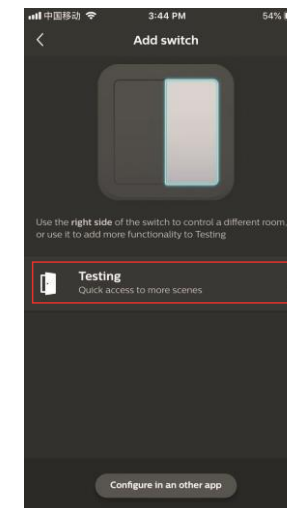 中国移动 3:44 PM 54%
Add switch
Use the right side of the switch to control a different room,
or use it to add more functionality to Testing
Testing
Quick access to more scenes
Configure in an other app